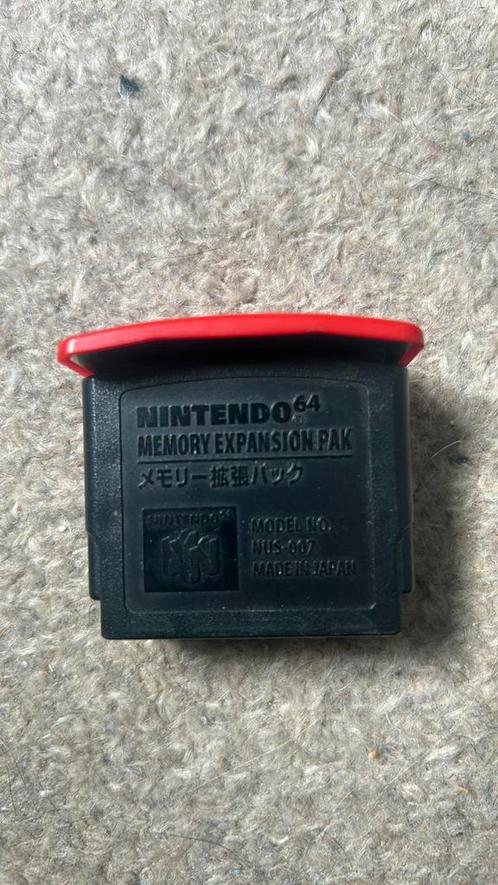 NINTENDO64
MEMORY EXPANSION PAK
メモリー拡張パック
NINTENDO64
MODEL NO.
NUS-007
MADE IN JAPAN